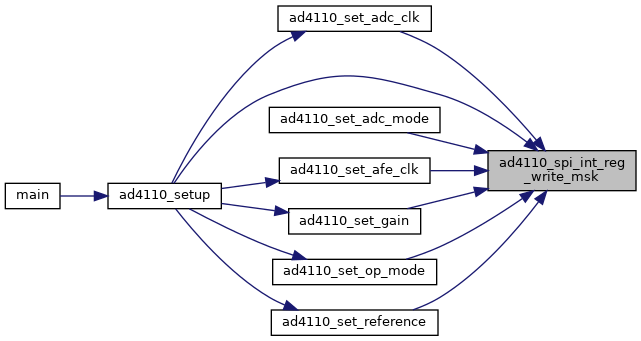 ad4110_set_adc_clk
ad4110_set_adc_mode
ad4110_spi_int_reg
_write_msk
ad4110_set_afe_clk
main
ad4110_setup
ad4110_set_gain
ad4110_set_op_mode
ad4110_set_reference